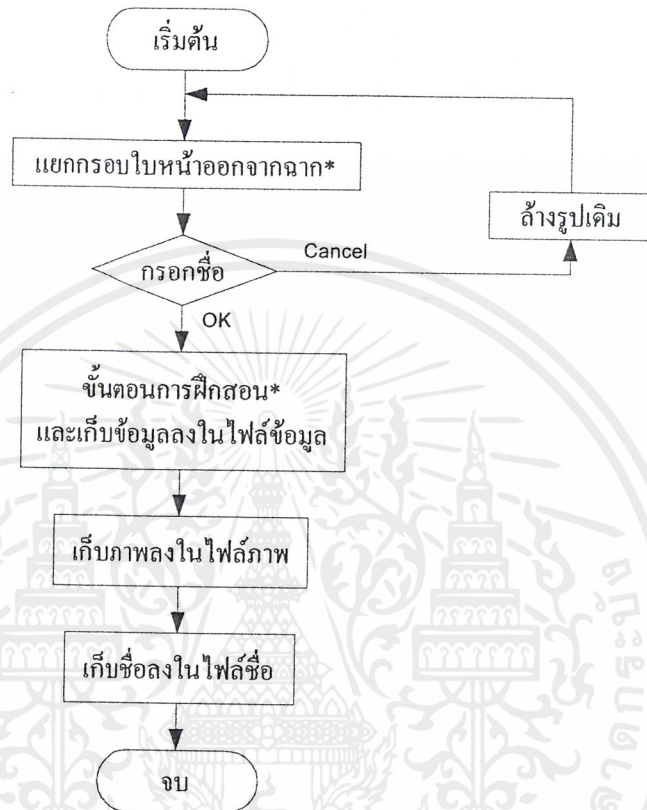 เริ่มต้น
แยกกรอบใบหน้าออกจากฉาก*
ล้างรูปเดิม
กรอกชื่อ
Cancel
OK
ขั้นตอนการฝึกสอน*
และเก็บข้อมูลลงในไฟล์ข้อมูล
เก็บภาพลงในไฟล์ภาพ
เก็บชื่อลงในไฟล์ชื่อ
จบ